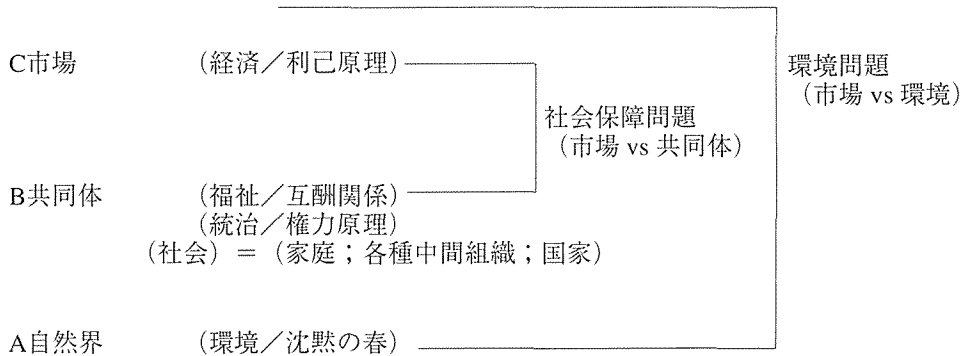 C市場 (経済/利己原理)
環境問題
(市場 vs 環境)
社会保障問題
(市場 vs 共同体)
B共同体 (福祉/互酬関係)
(統治/権力原理)
(社会) = (家庭;各種中間組織;国家)
A自然界 (環境/沈黙の春)